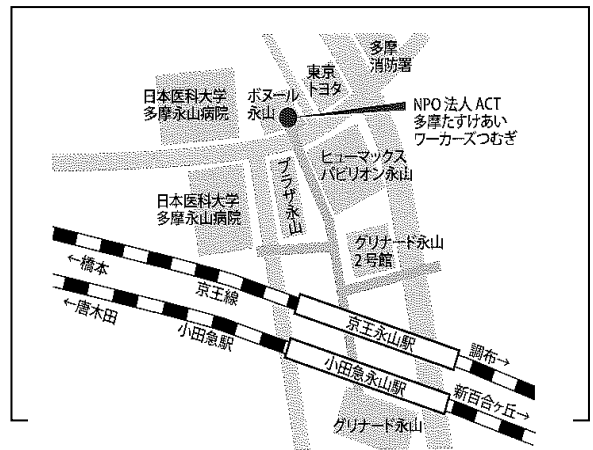 多摩
消防署
東京
トヨタ
ボヌール
永山
日本医科大学
多摩永山病院
NPO法人 ACT
多摩たすけあい
ワーカーズつむぎ
ヒューマックス
パビリオン永山
プラザ永山
日本医科大学
多摩永山病院
グリナード永山
2号館
←橋本
京王線
京王永山駅
調布→
←唐木田
小田急駅
小田急永山駅
新百合ヶ丘→
グリナード永山